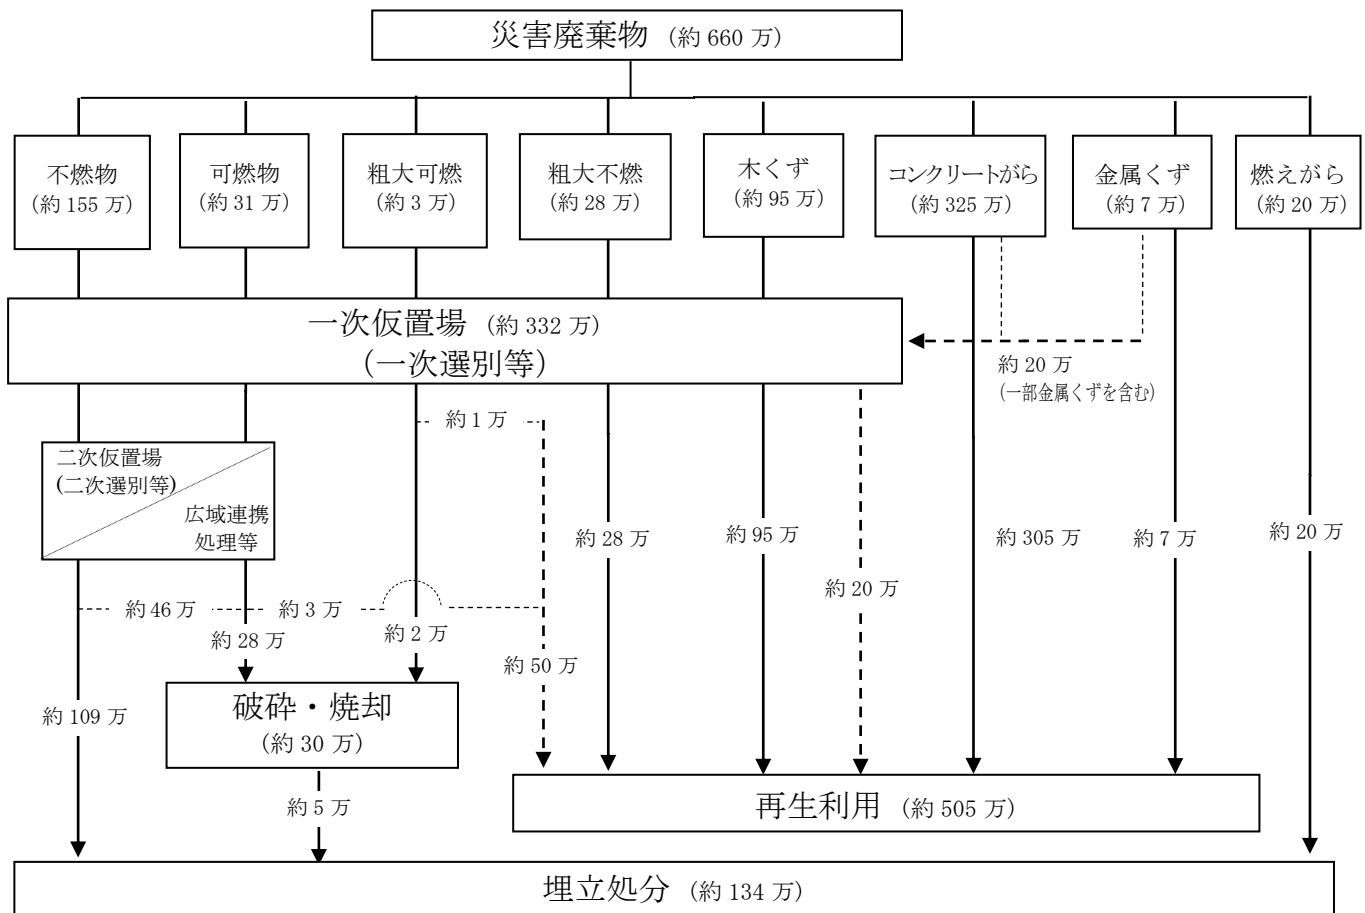 災害廃棄物 (約 660 万)
不燃物
(約 155 万)
可燃物
(約 31 万)
粗大可燃
(約 3 万)
粗大不燃
(約 28 万)
木くず
(約 95 万)
コンクリートがら
(約 325 万)
金属くず
(約 7 万)
燃えがら
(約 20 万)
一次仮置場 (約 332 万)
(一次選別等)
約 20 万
(一部金属くずを含む)
約 1 万
二次仮置場
(二次選別等)
広域連携
処理等
約 28 万
約 95 万
約 305 万
約 7 万
約 20 万
約 20 万
約 46 万
約 3 万
約 28 万
約 2 万
約 50 万
約 109 万
破砕・焼却
(約 30 万)
約 5 万
再生利用 (約 505 万)
埋立処分 (約 134 万)